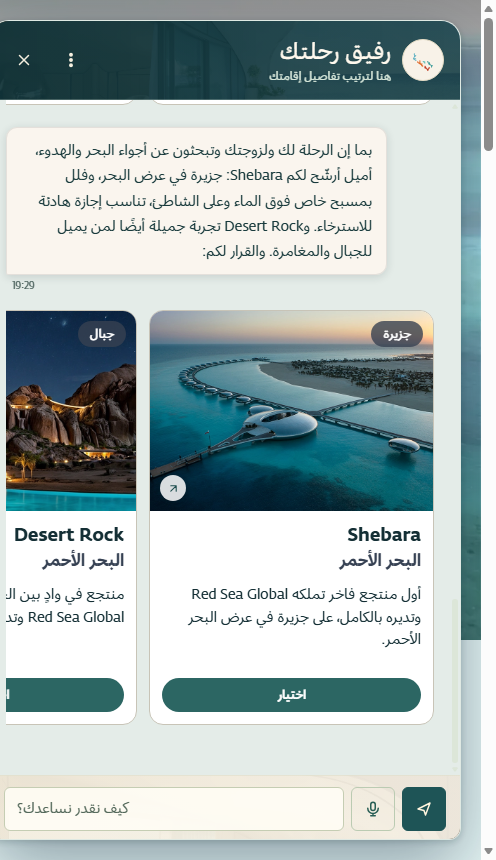 رفيق رحلتك
هنا لترتيب تفاصيل إقامتك
بما إن الرحلة لك ولزوجتك وتبحثون عن أجواء البحر والهدوء،
أميل أرشّح لكم Shebara: جزيرة في عرض البحر، وفلل
بمسبح خاص فوق الماء وعلى الشاطئ، تناسب إجازة هادئة
للاسترخاء. وDesert Rock تجربة جميلة أيضًا لمن يميل
للجبال والمغامرة. والقرار لكم:
19:29
جزيرة
Shebara
البحر الأحمر
أول منتجع فاخر تملكه Red Sea Global
وتديره بالكامل، على جزيرة في عرض البحر
الأحمر.
اختيار
جبال
Desert Rock
البحر الأحمر
منتجع في وادٍ بين
Red Sea Global
كيف نقدر نساعدك؟